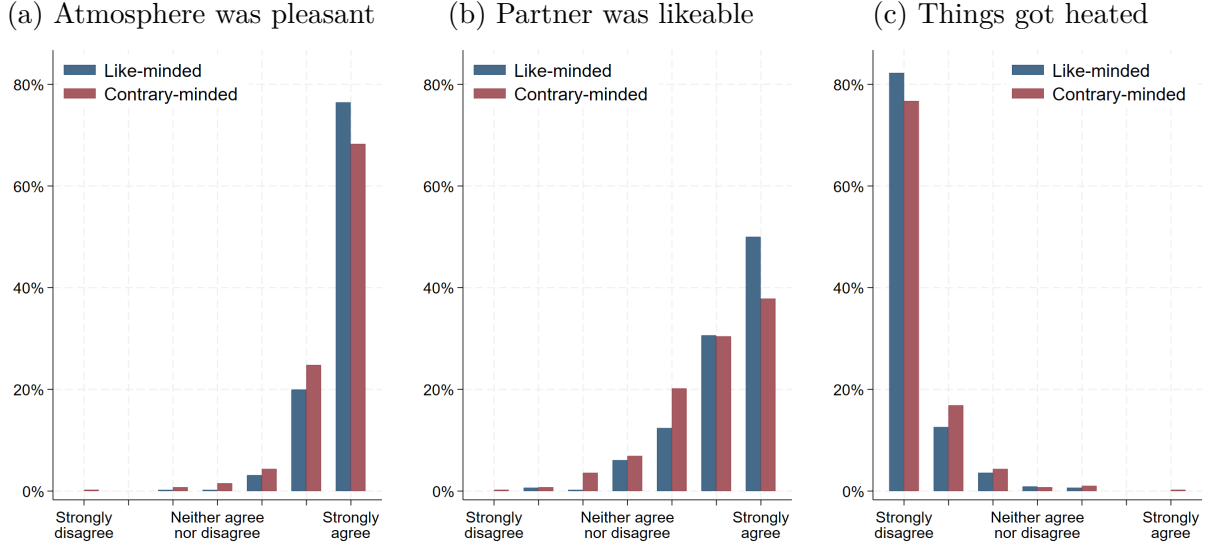 (a) Atmosphere was pleasant
Like-minded
Contrary-minded
80%
60%
40%
20%
0%
Strongly
disagree
Neither agree
nor disagree
Strongly
agree
(b) Partner was likeable
Like-minded
Contrary-minded
80%
60%
40%
20%
0%
Strongly
disagree
Neither agree
nor disagree
Strongly
agree
(c) Things got heated
Like-minded
Contrary-minded
80%
60%
40%
20%
0%
Strongly
disagree
Neither agree
nor disagree
Strongly
agree